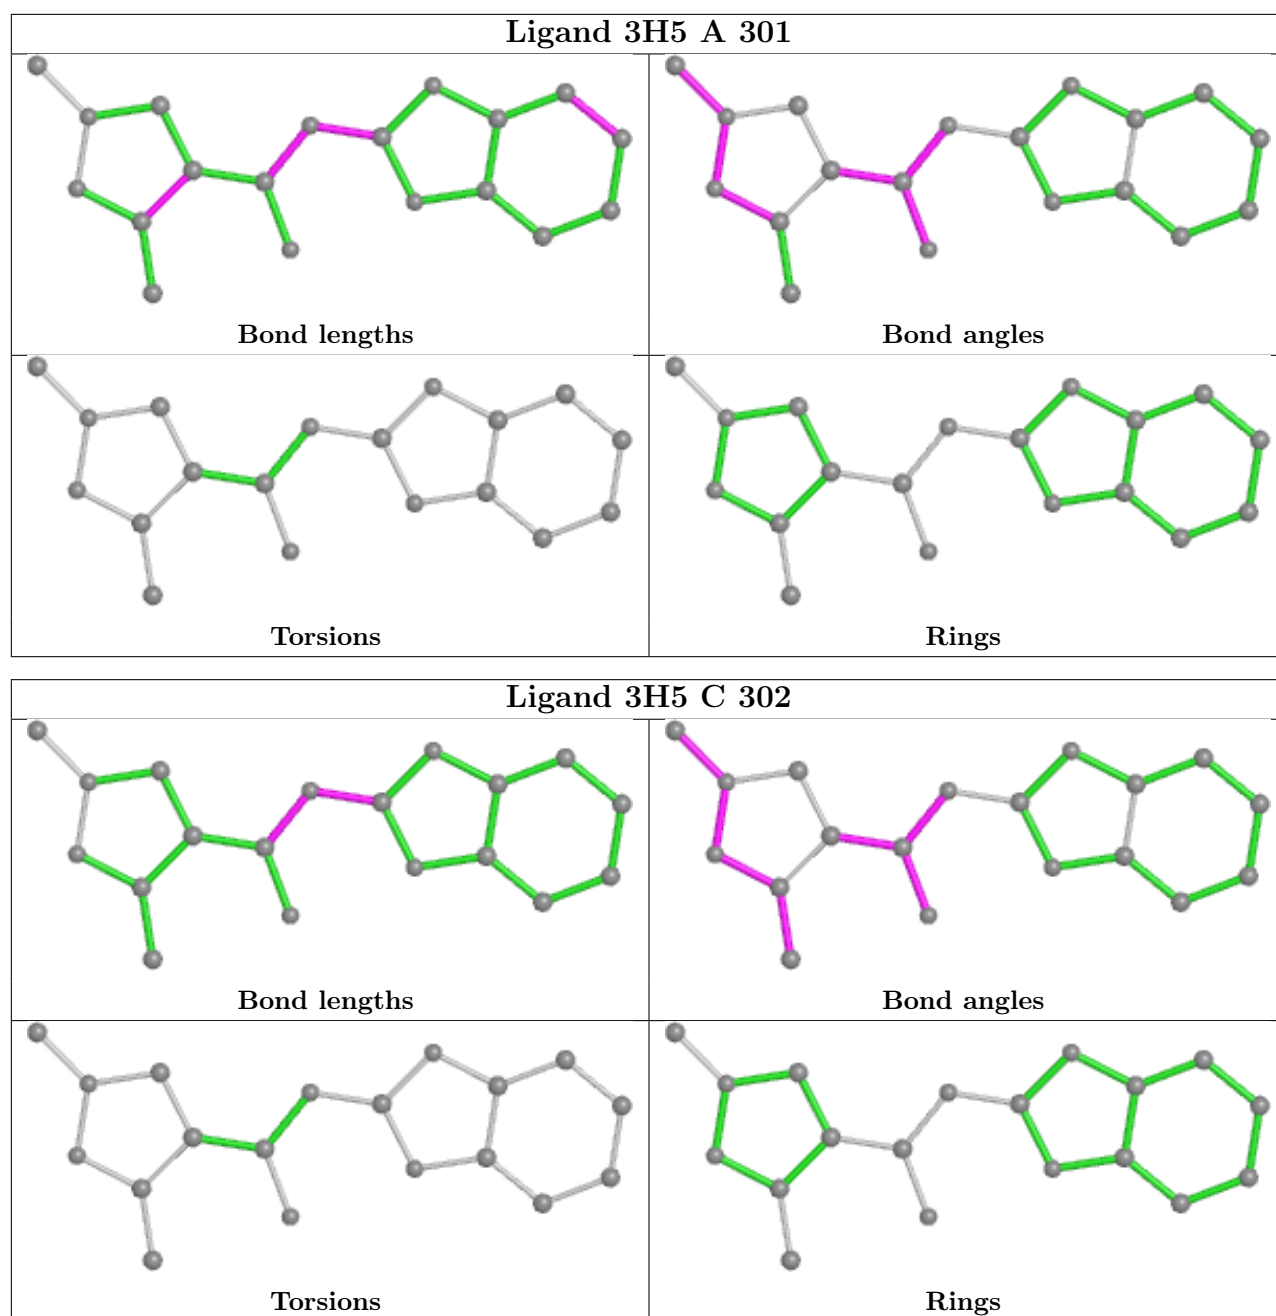 Ligand 3H5 A 301
Bond lengths
Bond angles
Torsions
Rings
Ligand 3H5 C 302
Bond lengths
Bond angles
Torsions
Rings